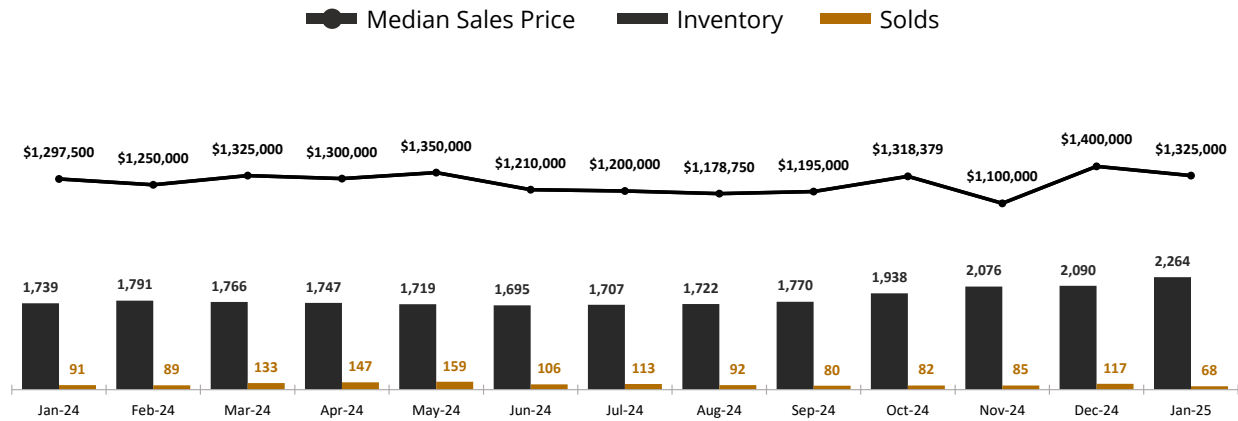 Median Sales Price Inventory Solds
$1,297,500 $1,250,000 $1,325,000 $1,300,000 $1,350,000 $1,210,000 $1,200,000 $1,178,750 $1,195,000 $1,318,379 $1,100,000 $1,400,000 $1,325,000
1,739 1,791 1,766 1,747 1,719 1,695 1,707 1,722 1,770 1,938 2,076 2,090 2,264
91 89 133 147 159 106 113 92 80 82 85 117 68
Jan-24 Feb-24 Mar-24 Apr-24 May-24 Jun-24 Jul-24 Aug-24 Sep-24 Oct-24 Nov-24 Dec-24 Jan-25